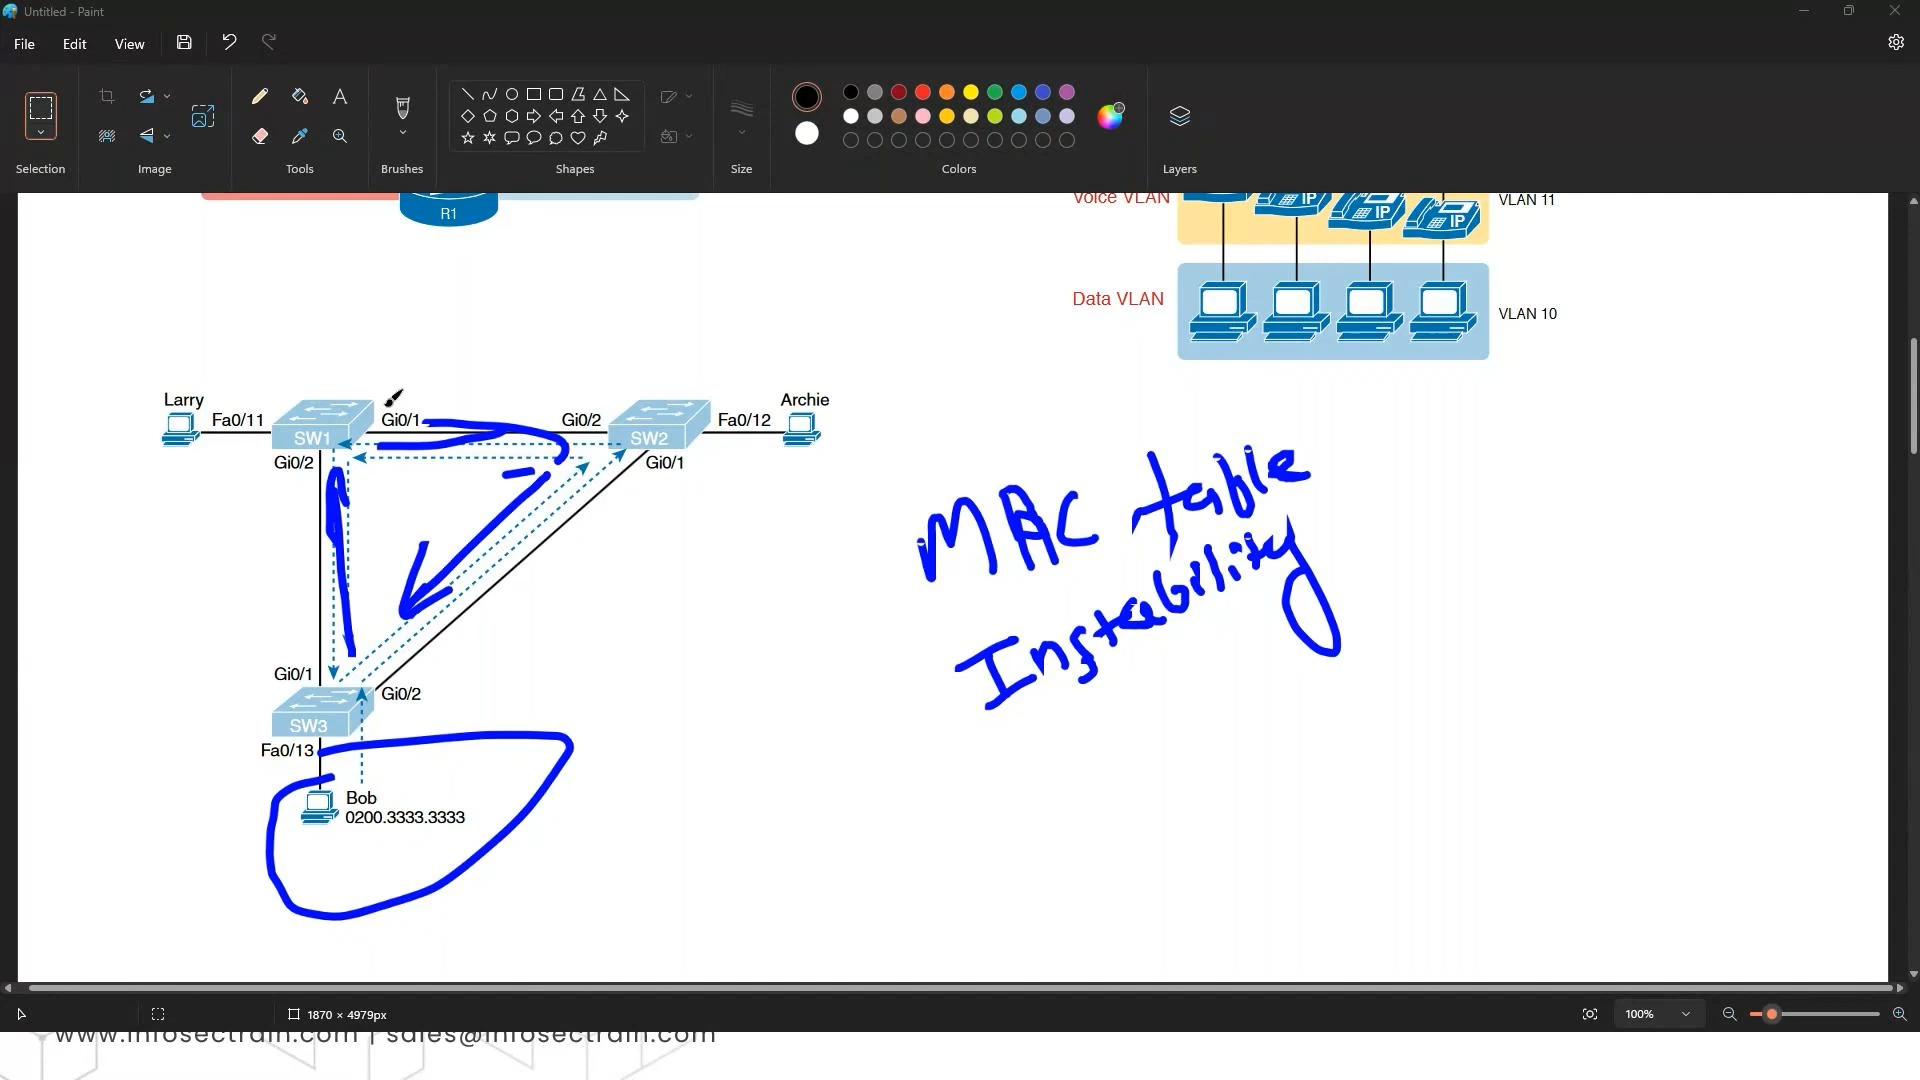 Untitled - Paint
File Edit View
Selection Image Tools Brushes Shapes Size Colors Layers
R1
Voice VLAN
IP IP IP
VLAN 11
Data VLAN
VLAN 10
Larry
Fa0/11
SW1
Gi0/1
Gi0/2
SW2
Fa0/12
Archie
Gi0/2
Gi0/1
MAC table
Instability
Gi0/1
Gi0/2
SW3
Fa0/13
Bob
0200.3333.3333
1870 × 4979px
100%
www.infosectrain.com | sales@infosectrain.com